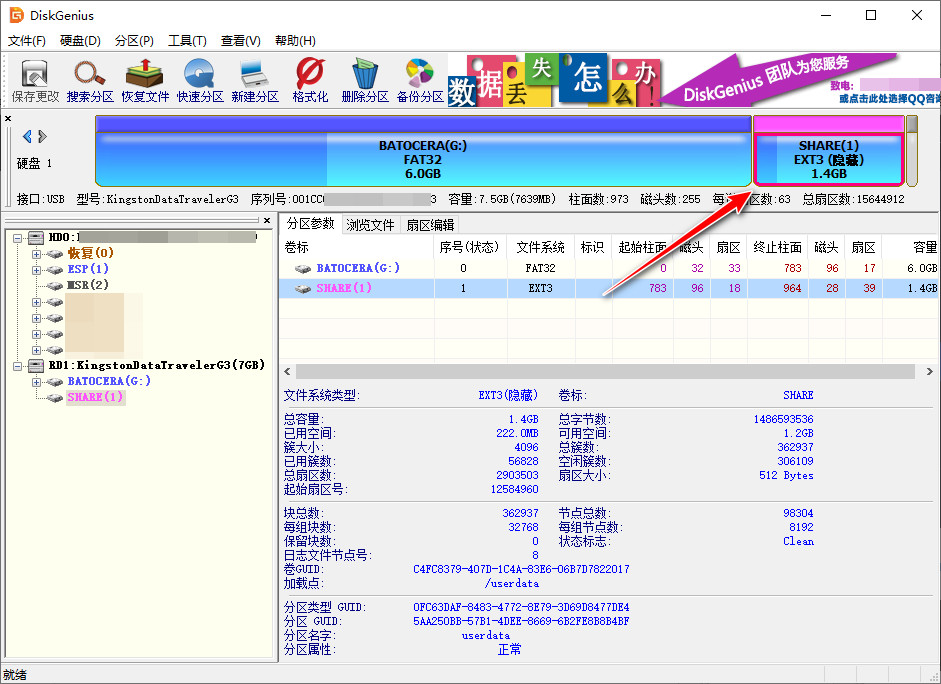 DiskGenius
文件(F) 硬盘(D) 分区(P) 工具(T) 查看(V) 帮助(H)
保存更改 搜索分区 恢复文件 快速分区 新建分区 格式化 删除分区 备份分区
数据丢失怎么办!
DiskGenius 团队为您服务
致电:
或点击此处选择QQ咨询
硬盘 1
BATOCERA(G:)
FAT32
6.0GB
SHARE(1)
EXT3 (隐藏)
1.4GB
接口:USB 型号:KingstonDataTravelerG3 序列号:001CC 3 容量:7.5GB(7639MB) 柱面数:973 磁头数:255 每 区数:63 总扇区数:15644912
HD0:
恢复(0)
ESP(1)
MSR(2)
RD1:KingstonDataTravelerG3(7GB)
BATOCERA(G:)
SHARE(1)
分区参数 浏览文件 扇区编辑
卷标 序号(状态) 文件系统 标识 起始柱面 磁头 扇区 终止柱面 磁头 扇区 容量
BATOCERA(G:) 0 FAT32 0 32 33 783 96 17 6.0GB
SHARE(1) 1 EXT3 783 96 18 964 28 39 1.4GB
文件系统类型: EXT3(隐藏) 卷标: SHARE
总容量: 1.4GB 总字节数: 1486593536
已用空间: 222.0MB 可用空间: 1.2GB
簇大小: 4096 总簇数: 362937
已用簇数: 56828 空闲簇数: 306109
总扇区数: 2903503 扇区大小: 512 Bytes
起始扇区号: 12584960
块总数: 362937 节点总数: 98304
每组块数: 32768 每组节点数: 8192
保留块数: 0 状态标志: Clean
日志文件节点号: 8
卷GUID: C4FC8379-407D-1C4A-83E6-06B7D7822017
加载点: /userdata
分区类型 GUID: 0FC63DAF-8483-4772-8E79-3D69D8477DE4
分区 GUID: 5AA250BB-57B1-4DEE-8669-6B2FE8B8B4BF
分区名字: userdata
分区属性: 正常
就绪